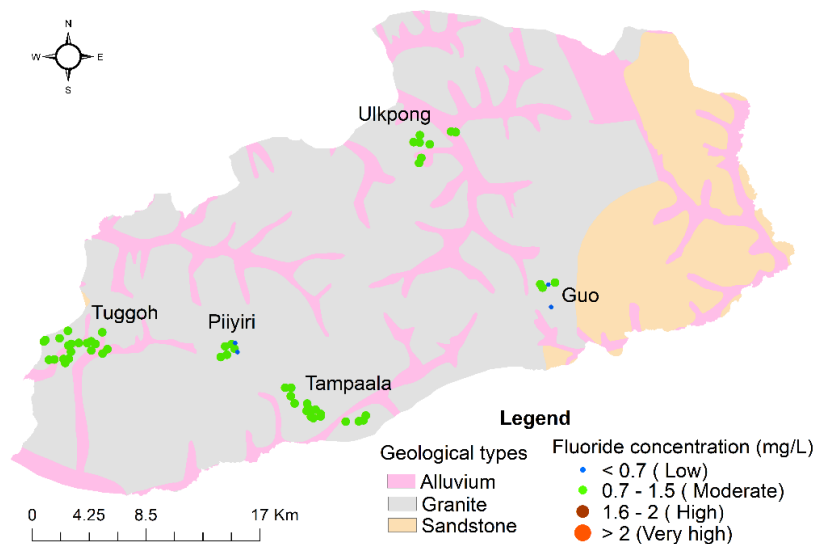 N
W E
S
Ulkpong
Guo
Tuggoh
Piiyiri
Tampaala
Legend
Geological types
Alluvium
Granite
Sandstone
Fluoride concentration (mg/L)
< 0.7 ( Low)
0.7 - 1.5 ( Moderate)
1.6 - 2 ( High)
> 2 (Very high)
0 4.25 8.5 17 Km